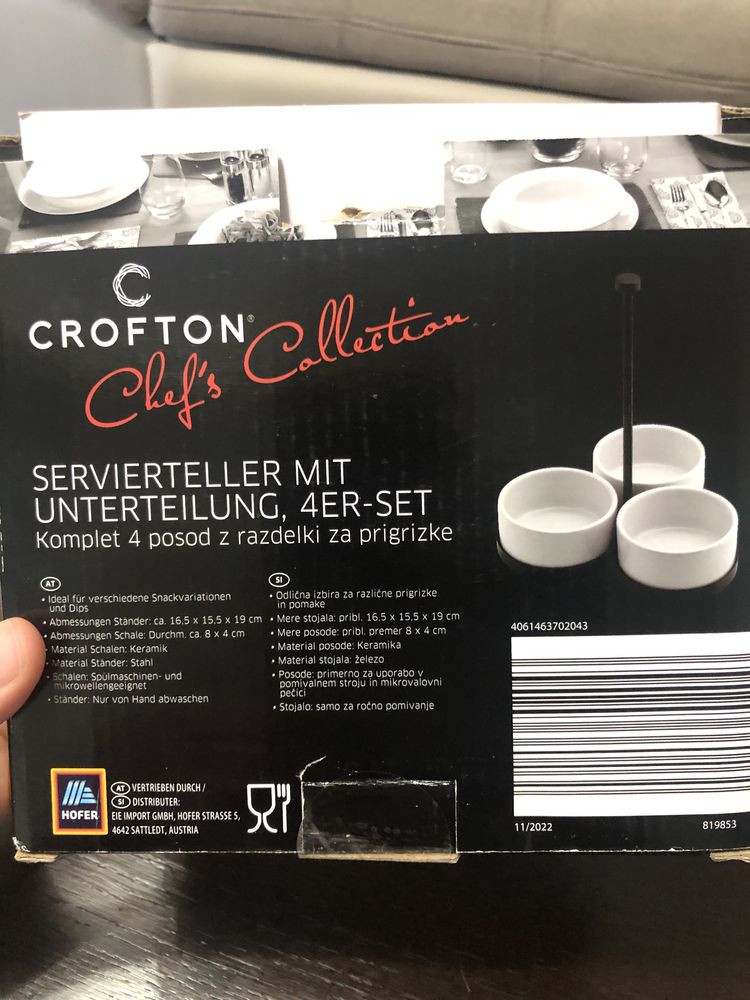 CROFTON®
Chef's Collection
SERVIERTELLER MIT
UNTERTEILUNG, 4ER-SET
Komplet 4 posod z razdelki za prigrizke
AT
• Ideal für verschiedene Snackvariationen
und Dips
• Abmessungen Ständer: ca. 16,5 x 15,5 x 19 cm
• Abmessungen Schale: Durchm. ca. 8 x 4 cm
• Material Schalen: Keramik
• Material Ständer: Stahl
• Schalen: Spülmaschinen- und
mikrowellengeeignet
• Ständer: Nur von Hand abwaschen
SI
• Odlična izbira za različne prigrizke
in pomake
• Mere stojala: pribl. 16,5 x 15,5 x 19 cm
• Mere posode: pribl. premer 8 x 4 cm
• Material posode: Keramika
• Material stojala: železo
• Posode: primerno za uporabo v
pomivalnem stroju in mikrovalovni
pečici
• Stojalo: samo za ročno pomivanje
4061463702043
11/2022
819853
HOFER
AT VERTRIEBEN DURCH /
SI DISTRIBUTER:
EIE IMPORT GMBH, HOFER STRASSE 5,
4642 SATTLEDT, AUSTRIA